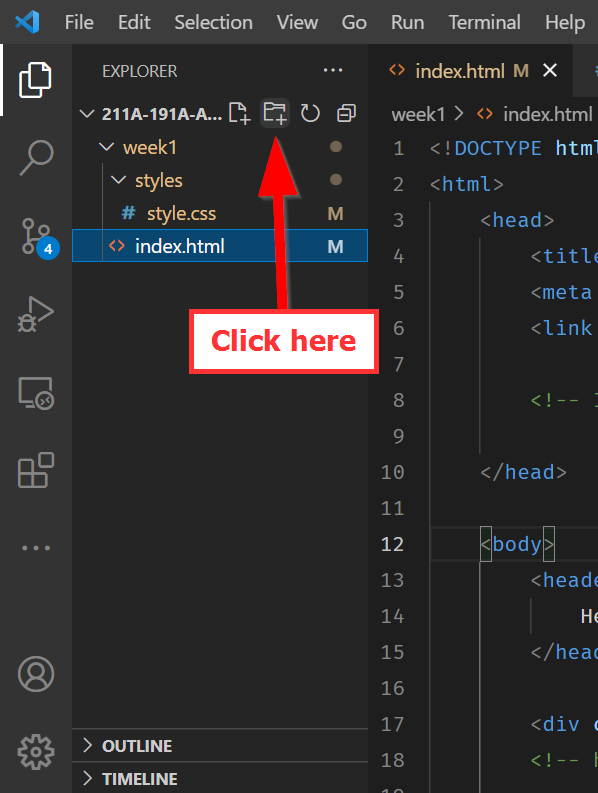 File Edit Selection View Go Run Terminal Help
EXPLORER ...
211A-191A-A...
week1
styles
# style.css M
index.html M
4
Click here
OUTLINE
TIMELINE
<> index.html M
week1 > <> index.html
1 <!DOCTYPE html
2 <html>
3 <head>
4 <title
5 <meta
6 <link
7
8 <!--
9
10 </head>
11
12 <body>
13 <heade
14 He
15 </head
16
17 <div c
18 <!-- h